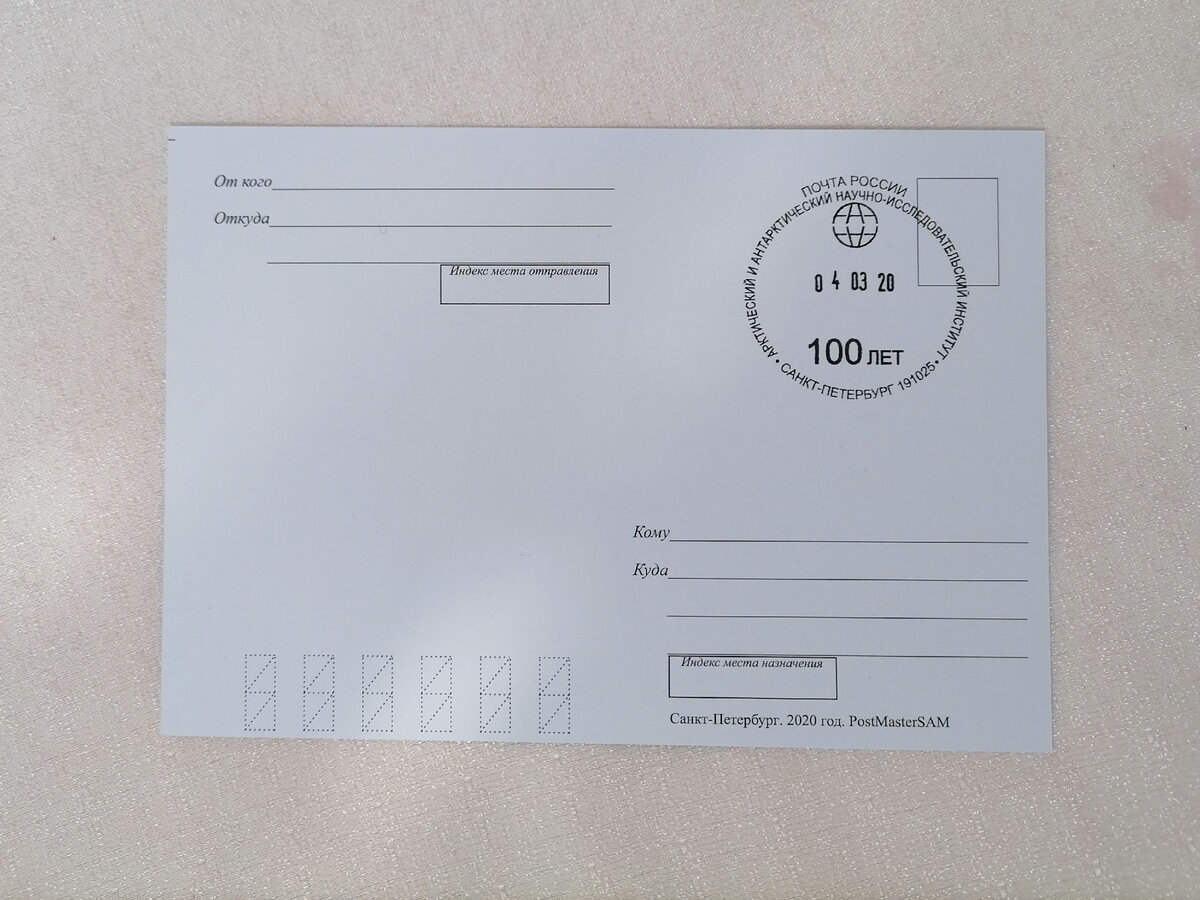 От кого
Откуда
Индекс места отправления
ПОЧТА РОССИИ
АРКТИЧЕСКИЙ И АНТАРКТИЧЕСКИЙ НАУЧНО-ИССЛЕДОВАТЕЛЬСКИЙ ИНСТИТУТ
04 03 20
100 ЛЕТ
• САНКТ-ПЕТЕРБУРГ 191025 •
Кому
Куда
Индекс места назначения
Санкт-Петербург. 2020 год. PostMasterSAM